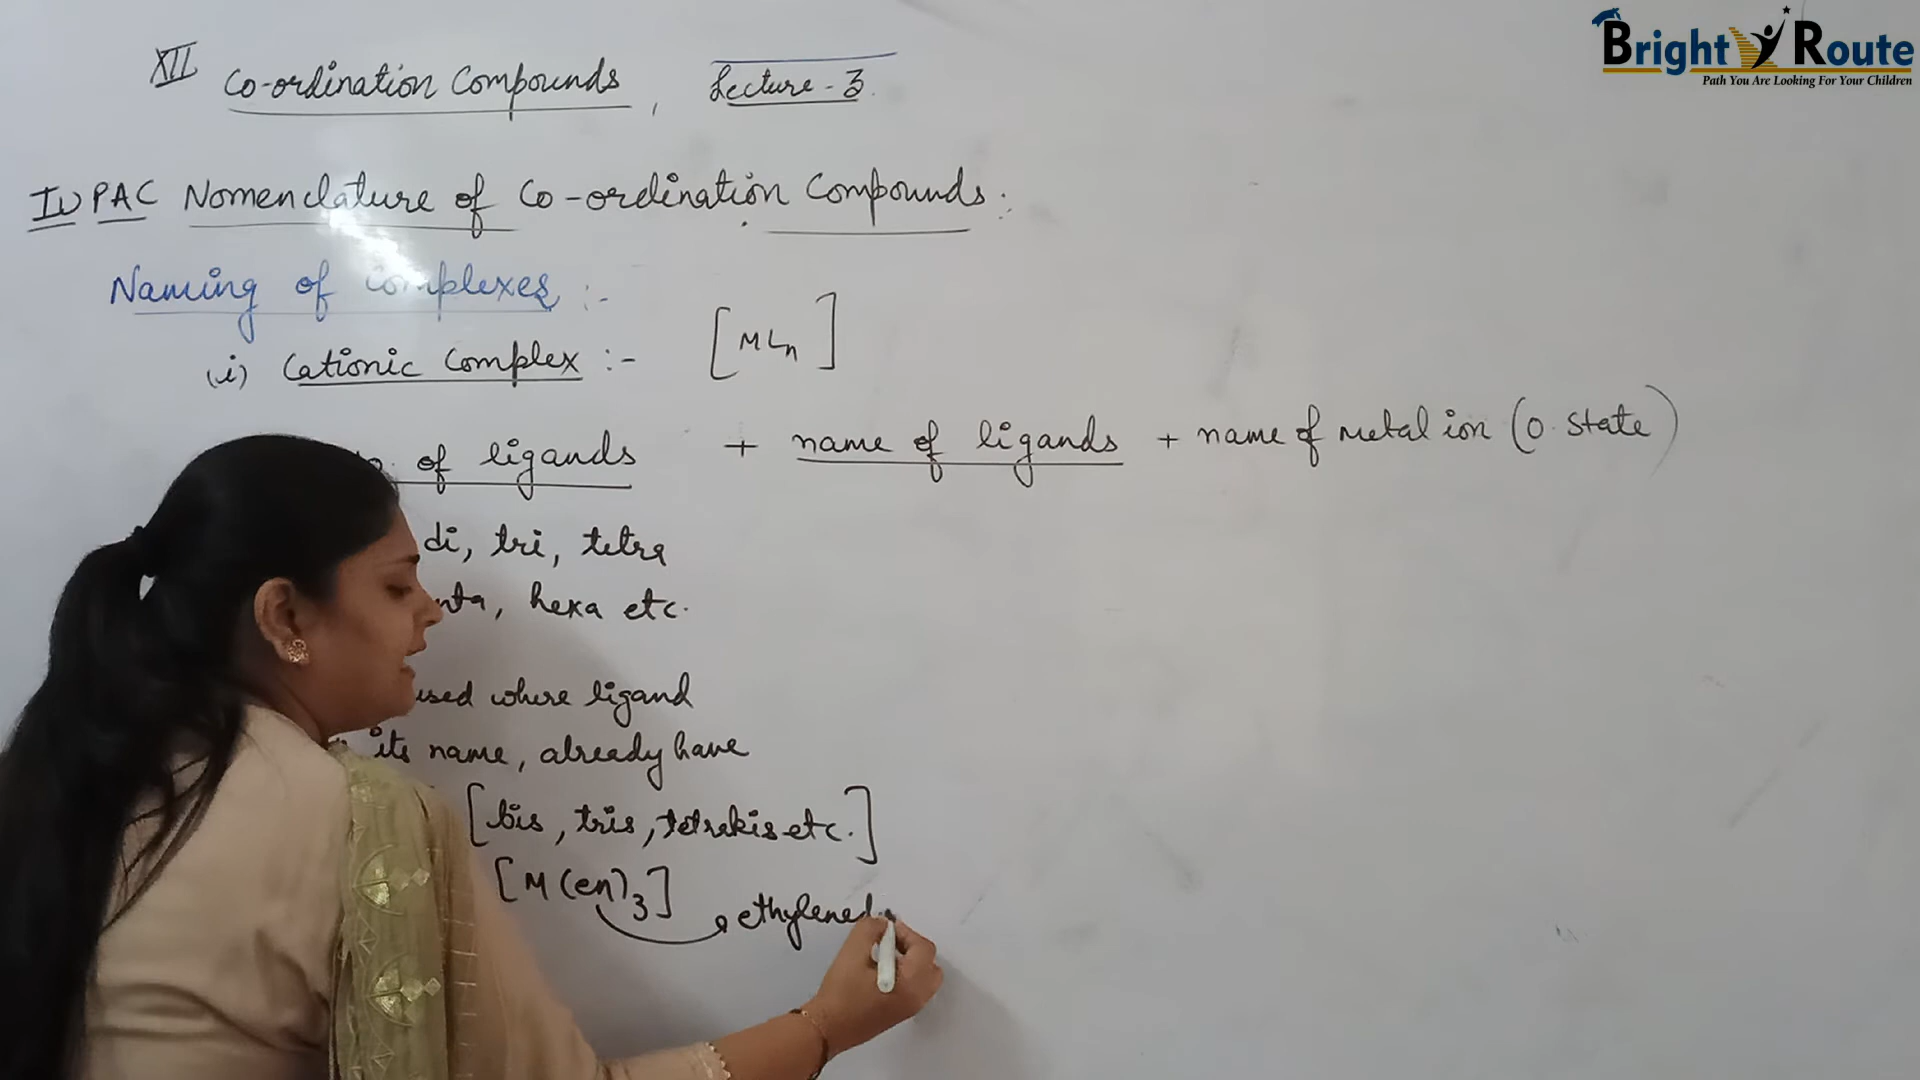 Bright Route
Path You Are Looking For Your Children
XII Co-ordination Compounds, Lecture - 3.
IUPAC Nomenclature of Co-ordination Compounds :
Naming of Complexes :-
(i) Cationic Complex :- [MLn]
of ligands + name of ligands + name of metal ion (O. State)
di, tri, tetra
hexa etc.
used where ligand
its name, already have
[bis, tris, tetrakis etc.]
[M(en)3]
ethylened